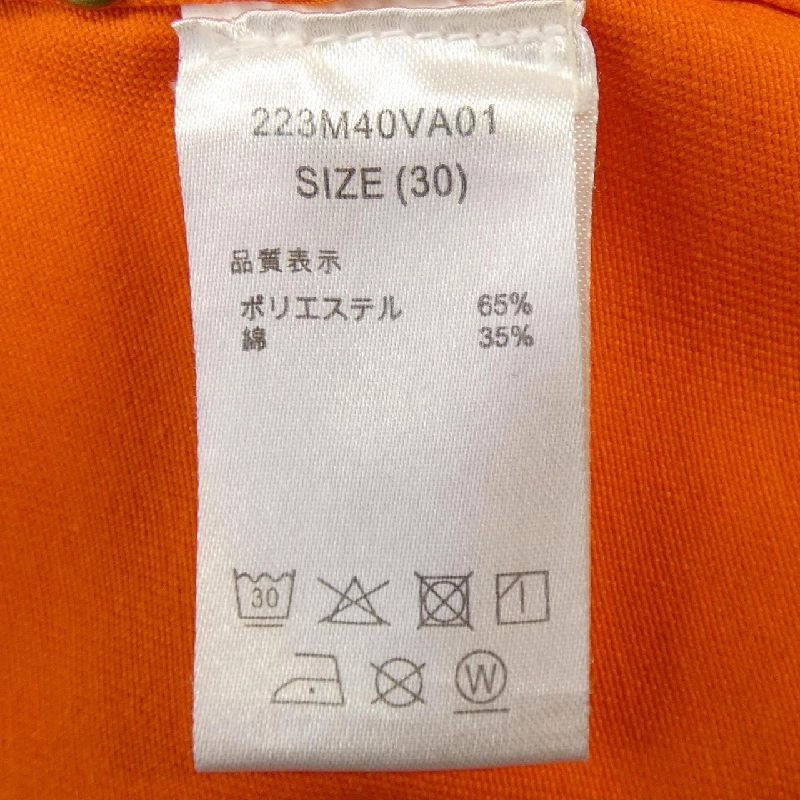 223M40VA01
SIZE (30)
品質表示
ポリエステル 65%
綿 35%
30
W